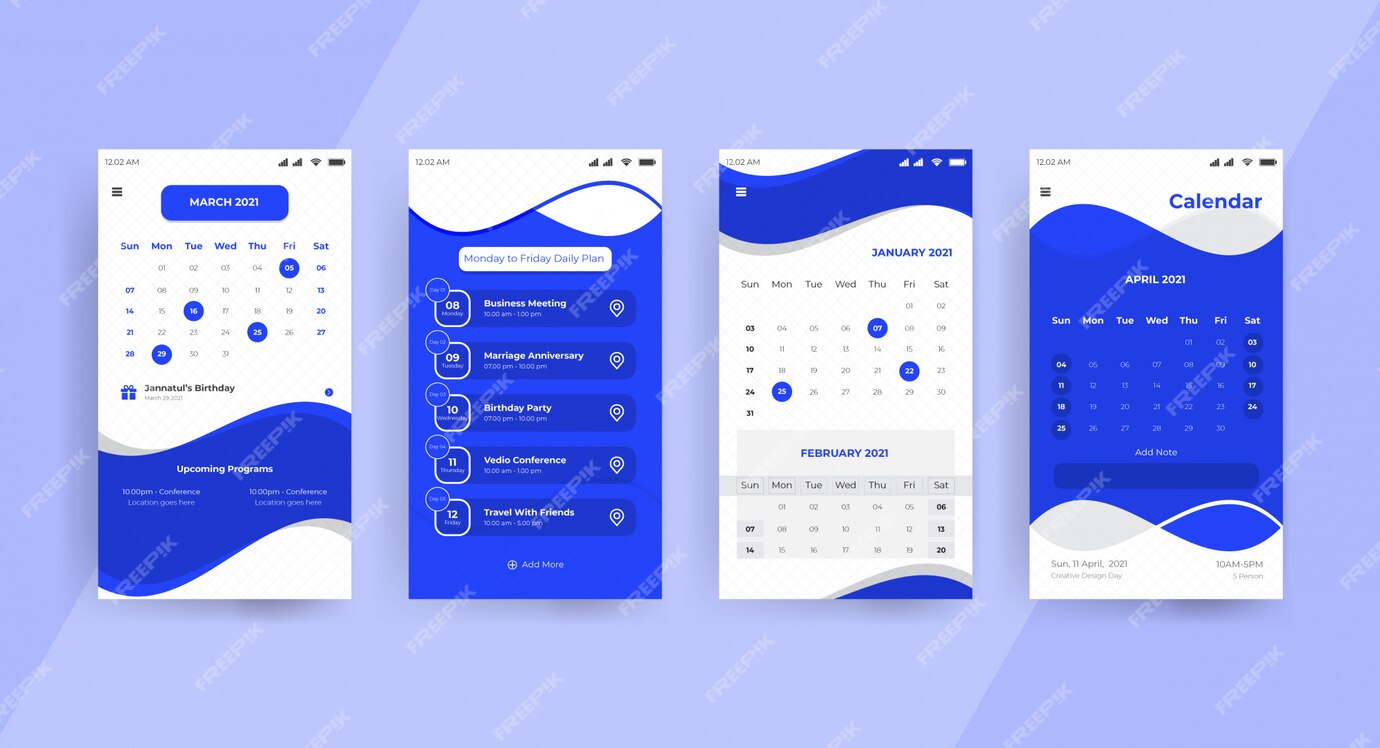 12.02 AM
MARCH 2021
Sun Mon Tue Wed Thu Fri Sat
01 02 03 04 05 06
07 08 09 10 11 12 13
14 15 16 17 18 19 20
21 22 23 24 25 26 27
28 29 30 31
Jannatul's Birthday
March 29, 2021
Upcoming Programs
10.00pm - Conference 10.00pm - Conference
Location goes here Location goes here
12.02 AM
Monday to Friday Daily Plan
Day 01
08
Monday
Business Meeting
10.00 am - 1.00 pm
Day 02
09
Tuesday
Marriage Anniversary
07.00 pm - 10.00 pm
Day 03
10
Wednesday
Birthday Party
07.00 pm - 10.00 pm
Day 04
11
Thursday
Vedio Conference
10.00 am - 1.00 pm
Day 05
12
Friday
Travel With Friends
10.00 am - 5.00 pm
Add More
12.02 AM
JANUARY 2021
Sun Mon Tue Wed Thu Fri Sat
01 02
03 04 05 06 07 08 09
10 11 12 13 14 15 16
17 18 19 20 21 22 23
24 25 26 27 28 29 30
31
FEBRUARY 2021
Sun Mon Tue Wed Thu Fri Sat
01 02 03 04 05 06
07 08 09 10 11 12 13
14 15 16 17 18 19 20
12.02 AM
Calendar
APRIL 2021
Sun Mon Tue Wed Thu Fri Sat
01 02 03
04 05 06 07 08 09 10
11 12 13 14 15 16 17
18 19 20 21 22 23 24
25 26 27 28 29 30
Add Note
Sun, 11 April, 2021 10AM-5PM
Creative Design Day 5 Person
FREEPIK